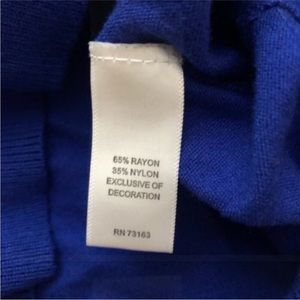 65% RAYON
35% NYLON
EXCLUSIVE OF
DECORATION
RN 73163